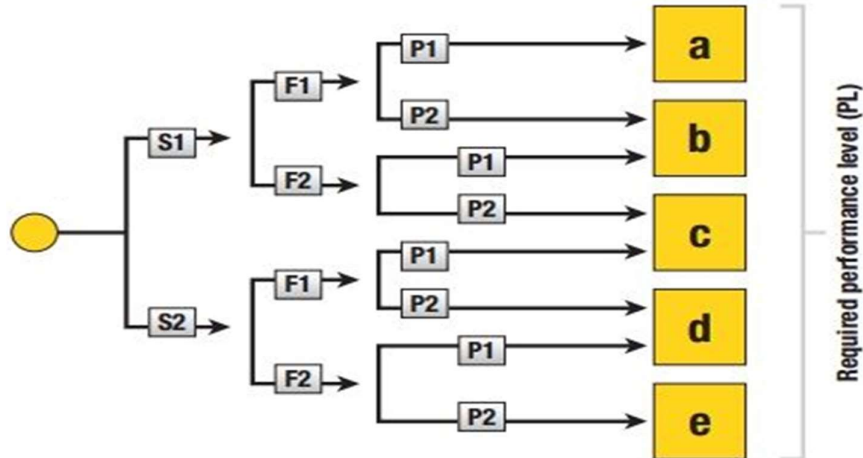 P1
a
F1
P2
b
S1
P1
F2
P2
c
P1
F1
P2
d
S2
P1
F2
P2
e
Required performance level (PL)